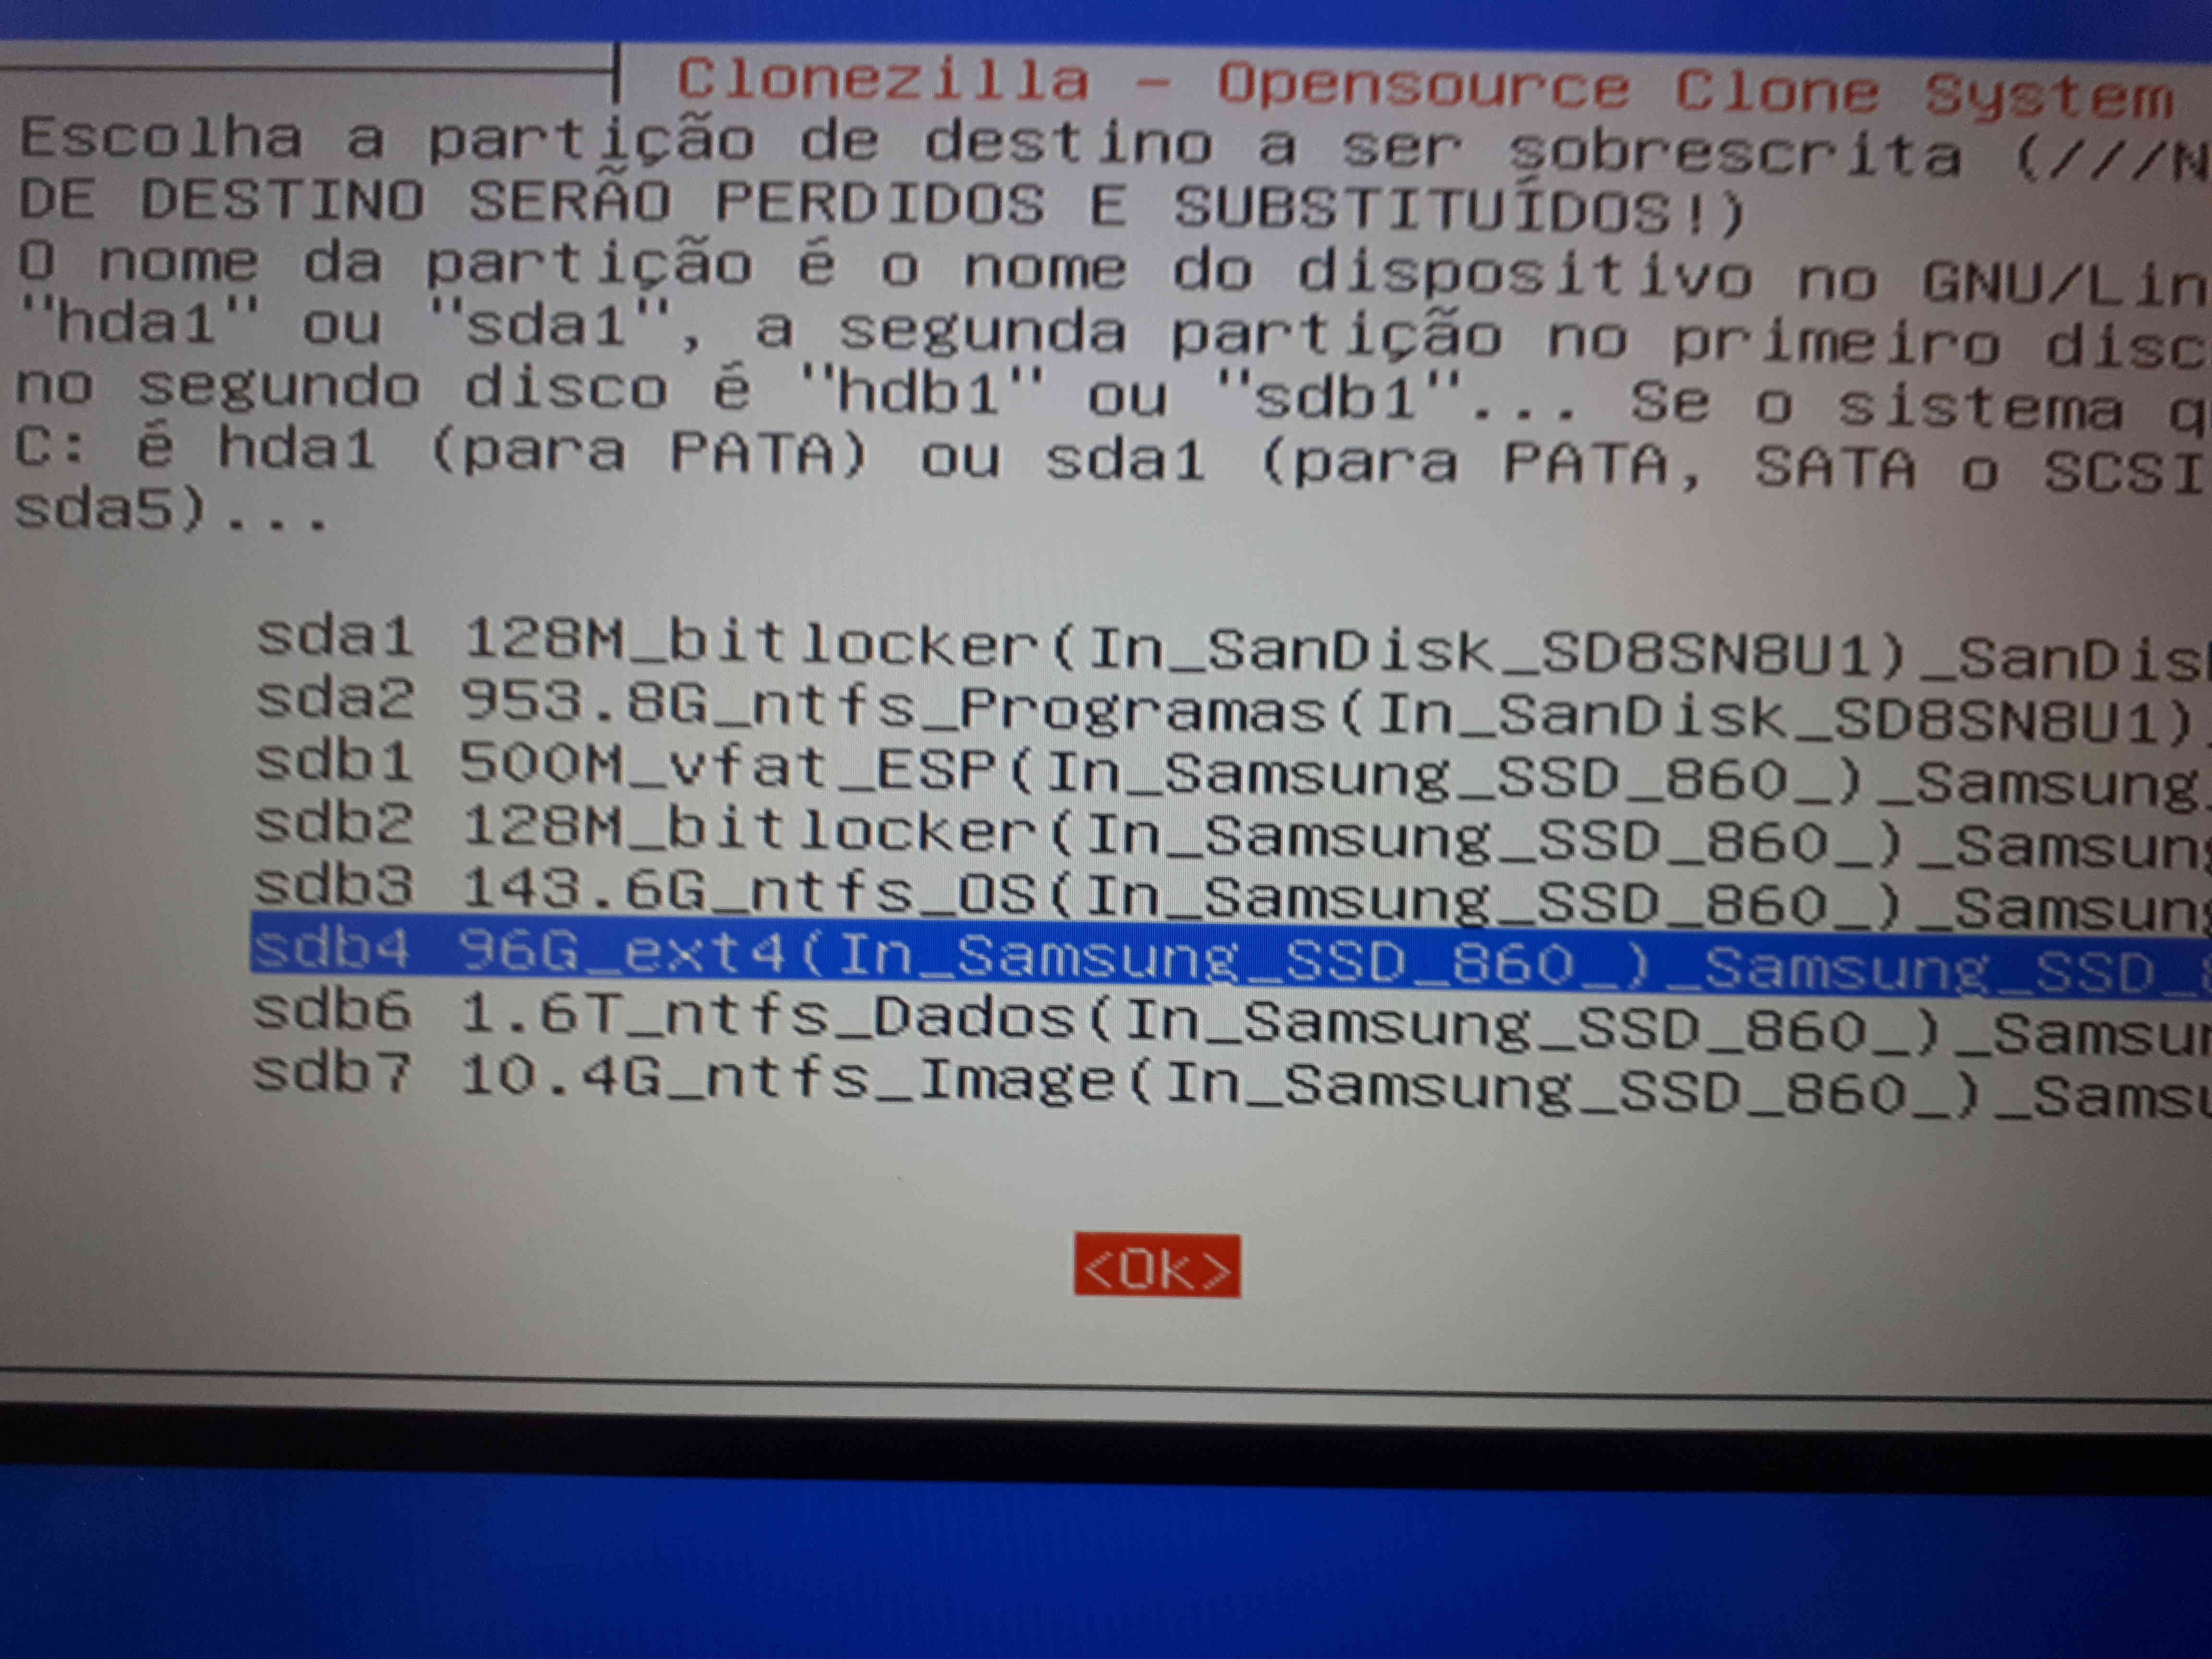 Clonezilla - Opensource Clone System
Escolha a partição de destino a ser sobrescrita (///N
DE DESTINO SERÃO PERDIDOS E SUBSTITUÍDOS!)
O nome da partição é o nome do dispositivo no GNU/Lin
"hda1" ou "sda1", a segunda partição no primeiro disc
no segundo disco é "hdb1" ou "sdb1"... Se o sistema q
C: é hda1 (para PATA) ou sda1 (para PATA, SATA o SCSI
sda5)...
sda1 128M_bitlocker(In_SanDisk_SD8SN8U1)_SanDis
sda2 953.8G_ntfs_Programas(In_SanDisk_SD8SN8U1)_
sdb1 500M_vfat_ESP(In_Samsung_SSD_860_)_Samsung
sdb2 128M_bitlocker(In_Samsung_SSD_860_)_Samsun
sdb3 143.6G_ntfs_OS(In_Samsung_SSD_860_)_Samsun
sdb4 96G_ext4(In_Samsung_SSD_860_)_Samsung_SSD_8
sdb6 1.6T_ntfs_Dados(In_Samsung_SSD_860_)_Samsu
sdb7 10.4G_ntfs_Image(In_Samsung_SSD_860_)_Sams
<Ok>